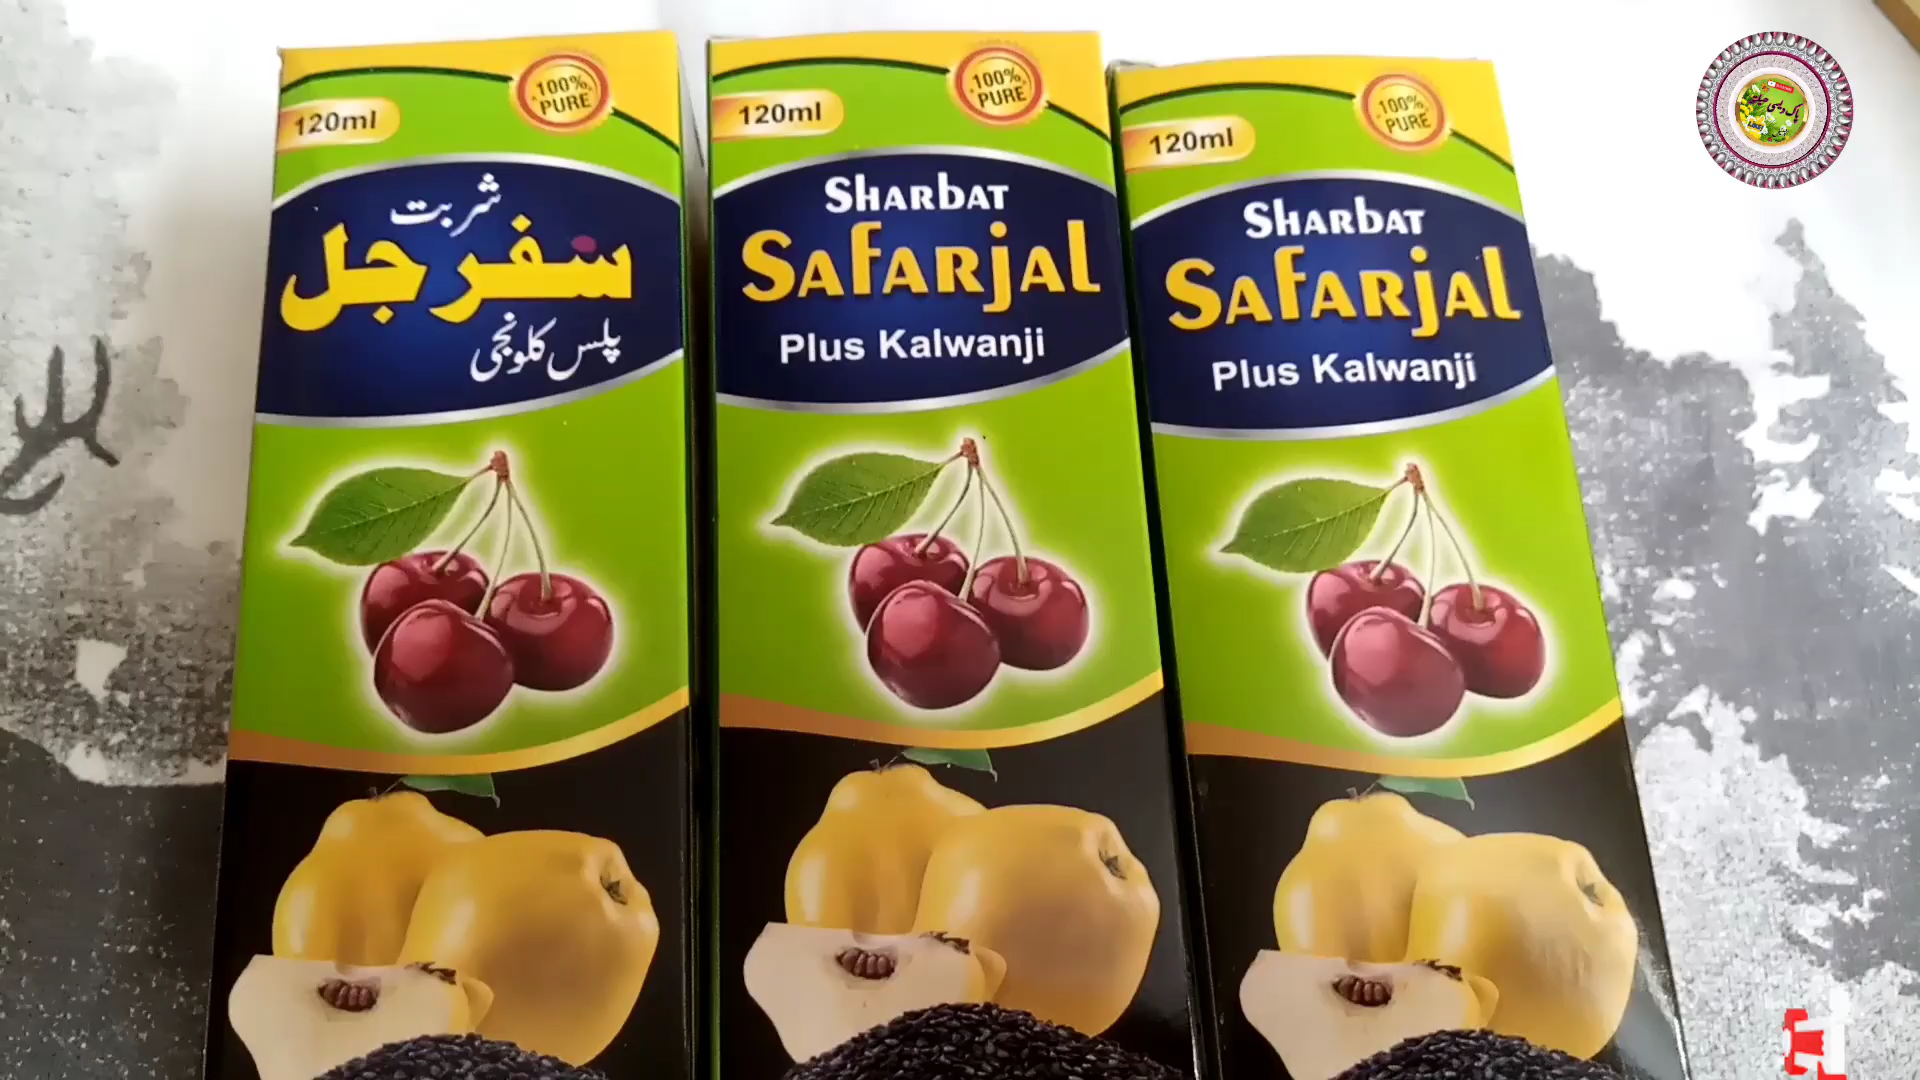 120ml
100%
PURE
شربت
سفرجل
پلس کلونجی
120ml
100%
PURE
Sharbat
Safarjal
Plus Kalwanji
120ml
100%
PURE
Sharbat
Safarjal
Plus Kalwanji